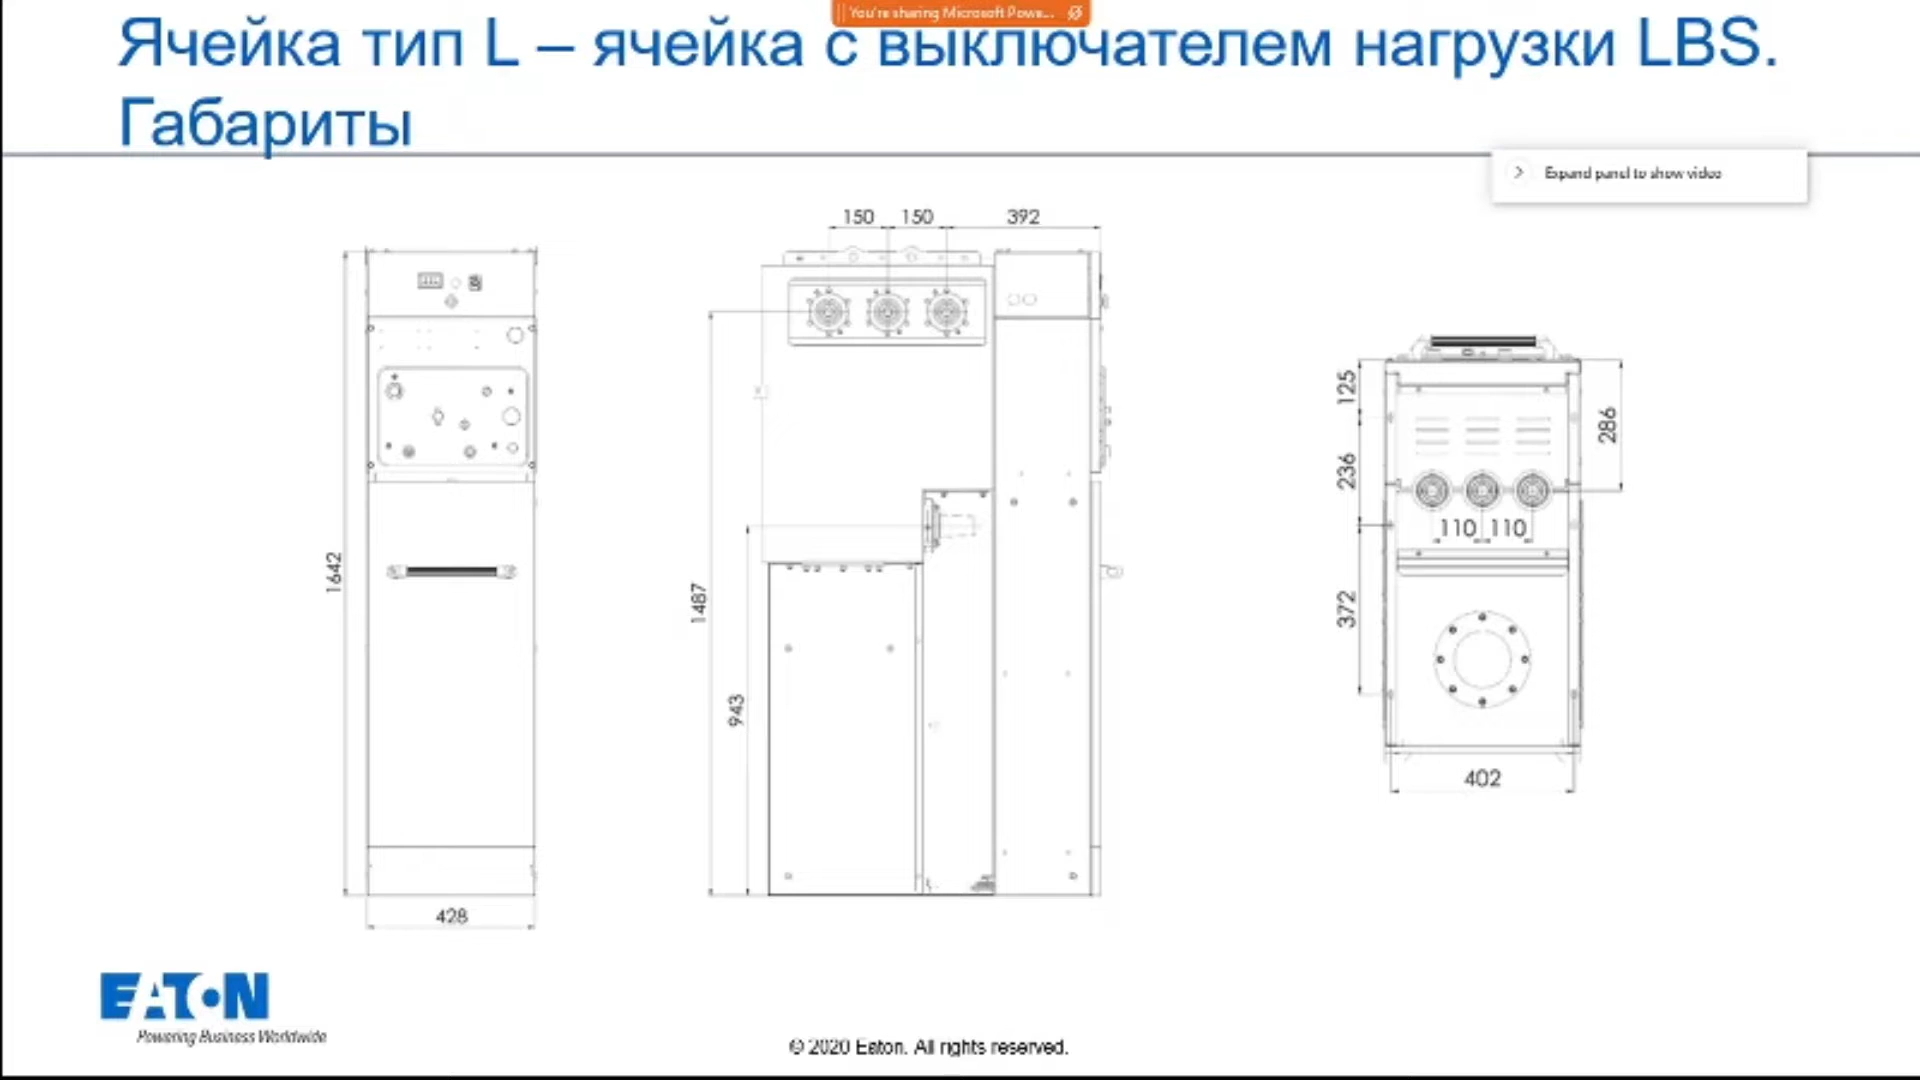 You're sharing Microsoft Powe...
Ячейка тип L – ячейка с выключателем нагрузки LBS.
Габариты
Expand panel to show video
150 150 392
125
286
236
110 110
1642
1487
372
943
402
428
EATON
Powering Business Worldwide
© 2020 Eaton. All rights reserved.